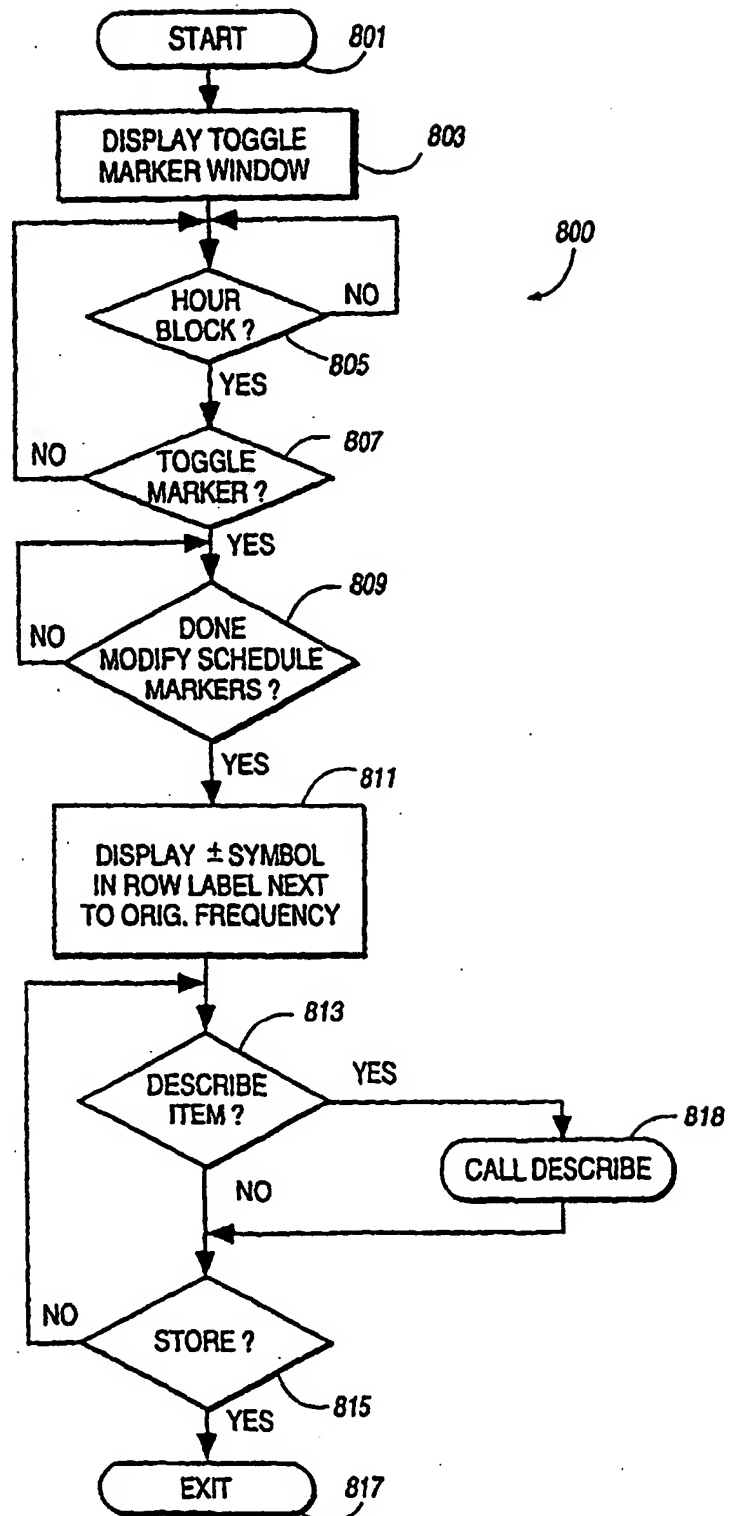 START
801
DISPLAY TOGGLE
MARKER WINDOW
803
800
HOUR
BLOCK ?
NO
805
YES
807
NO
TOGGLE
MARKER ?
YES
809
NO
DONE
MODIFY SCHEDULE
MARKERS ?
YES
811
DISPLAY ± SYMBOL
IN ROW LABEL NEXT
TO ORIG. FREQUENCY
813
DESCRIBE
ITEM ?
YES
818
CALL DESCRIBE
NO
NO
STORE ?
815
YES
EXIT
817